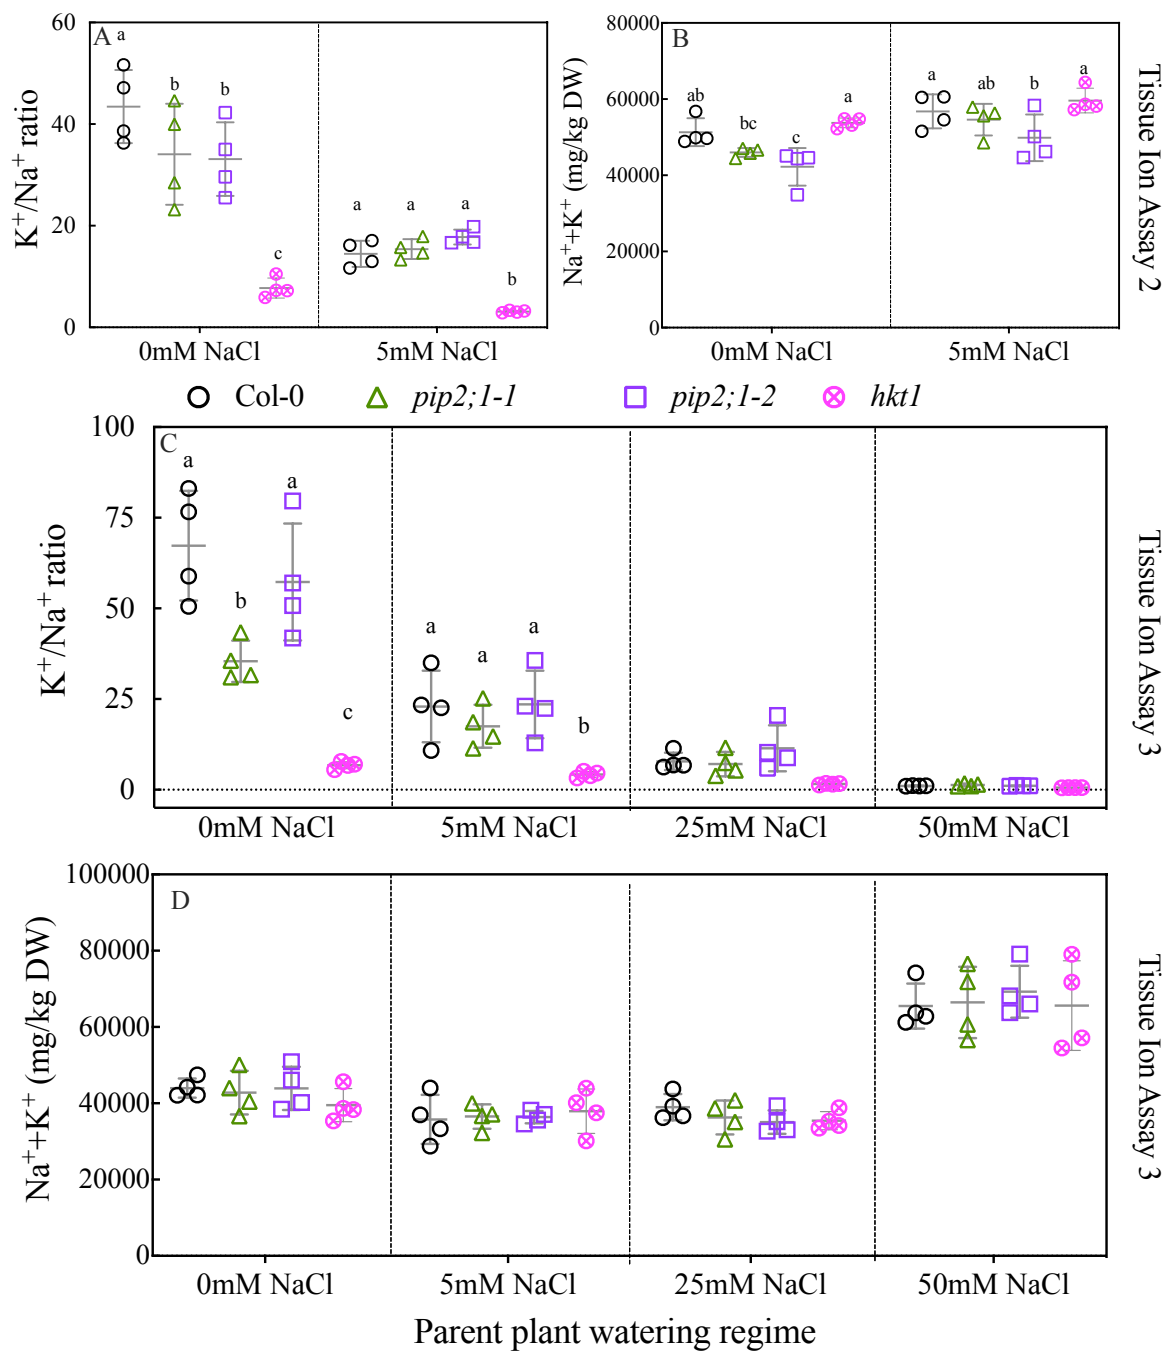 A
60
40
20
0
K⁺/Na⁺ ratio
a
b
b
c
a
a
a
b
0mM NaCl
5mM NaCl
B
80000
60000
40000
20000
0
Na⁺+K⁺ (mg/kg DW)
ab
bc
c
a
a
ab
b
a
0mM NaCl
5mM NaCl
Tissue Ion Assay 2
Col-0
pip2;1-1
pip2;1-2
hkt1
C
100
75
50
25
0
K⁺/Na⁺ ratio
a
b
a
c
a
a
a
b
0mM NaCl
5mM NaCl
25mM NaCl
50mM NaCl
Tissue Ion Assay 3
D
100000
80000
60000
40000
20000
0
Na⁺+K⁺ (mg/kg DW)
0mM NaCl
5mM NaCl
25mM NaCl
50mM NaCl
Tissue Ion Assay 3
Parent plant watering regime